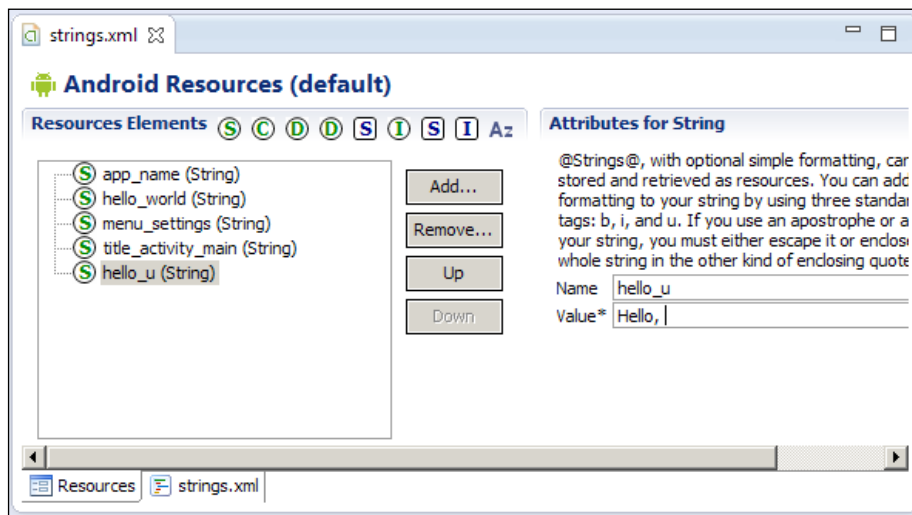 strings.xml
Android Resources (default)
Resources Elements S C D D S I S I Az
Attributes for String
S app_name (String)
S hello_world (String)
S menu_settings (String)
S title_activity_main (String)
S hello_u (String)
Add...
Remove...
Up
Down
@Strings@, with optional simple formatting, can
stored and retrieved as resources. You can add
formatting to your string by using three standar
tags: b, i, and u. If you use an apostrophe or a
your string, you must either escape it or enclose
whole string in the other kind of enclosing quote
Name hello_u
Value* Hello,
Resources strings.xml